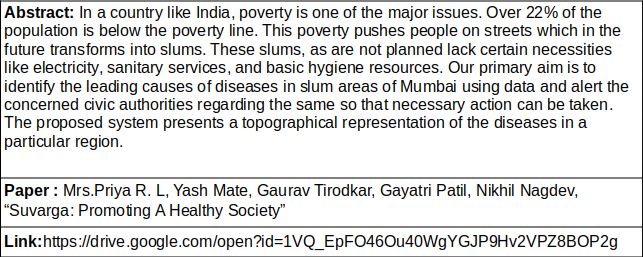 Abstract: In a country like India, poverty is one of the major issues. Over 22% of the
population is below the poverty line. This poverty pushes people on streets which in the
future transforms into slums. These slums, as are not planned lack certain necessities
like electricity, sanitary services, and basic hygiene resources. Our primary aim is to
identify the leading causes of diseases in slum areas of Mumbai using data and alert the
concerned civic authorities regarding the same so that necessary action can be taken.
The proposed system presents a topographical representation of the diseases in a
particular region.
Paper : Mrs.Priya R. L, Yash Mate, Gaurav Tirodkar, Gayatri Patil, Nikhil Nagdev,
“Suvarga: Promoting A Healthy Society”
Link:https://drive.google.com/open?id=1VQ_EpFO46Ou40WgYGJP9Hv2VPZ8BOP2g